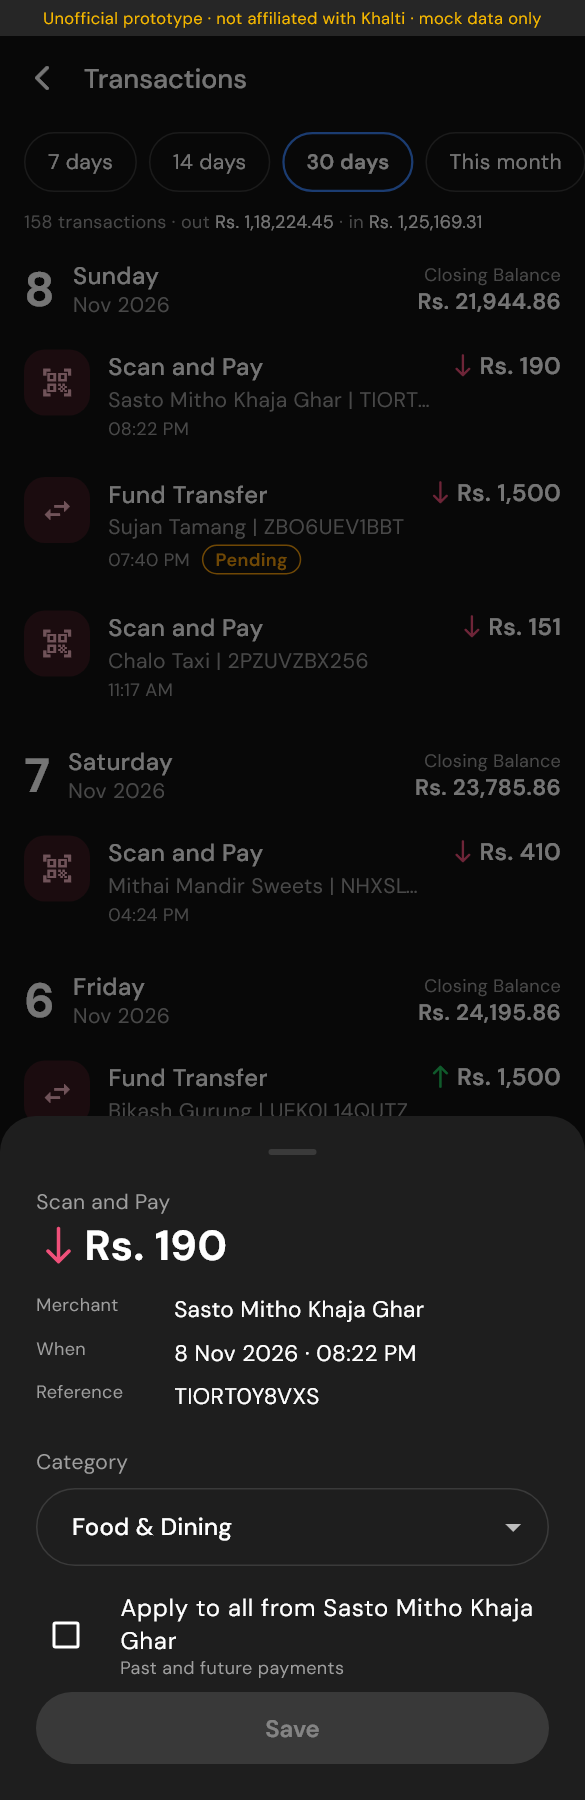 Unofficial prototype · not affiliated with Khalti · mock data only
Transactions
7 days
14 days
30 days
This month
158 transactions · out Rs. 1,18,224.45 · in Rs. 1,25,169.31
8
Sunday
Nov 2026
Closing Balance
Rs. 21,944.86
Scan and Pay
Rs. 190
Sasto Mitho Khaja Ghar | TIORT...
08:22 PM
Fund Transfer
Rs. 1,500
Sujan Tamang | ZBO6UEV1BBT
07:40 PM
Pending
Scan and Pay
Rs. 151
Chalo Taxi | 2PZUVZBX256
11:17 AM
7
Saturday
Nov 2026
Closing Balance
Rs. 23,785.86
Scan and Pay
Rs. 410
Mithai Mandir Sweets | NHXSL...
04:24 PM
6
Friday
Nov 2026
Closing Balance
Rs. 24,195.86
Fund Transfer
Rs. 1,500
Bikash Gurung | UFK0L14QUTZ
Scan and Pay
Rs. 190
Merchant
Sasto Mitho Khaja Ghar
When
8 Nov 2026 · 08:22 PM
Reference
TIORT0Y8VXS
Category
Food & Dining
Apply to all from Sasto Mitho Khaja
Ghar
Past and future payments
Save